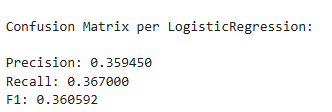 Confusion Matrix per LogisticRegression:
Precision: 0.359450
Recall: 0.367000
F1: 0.360592